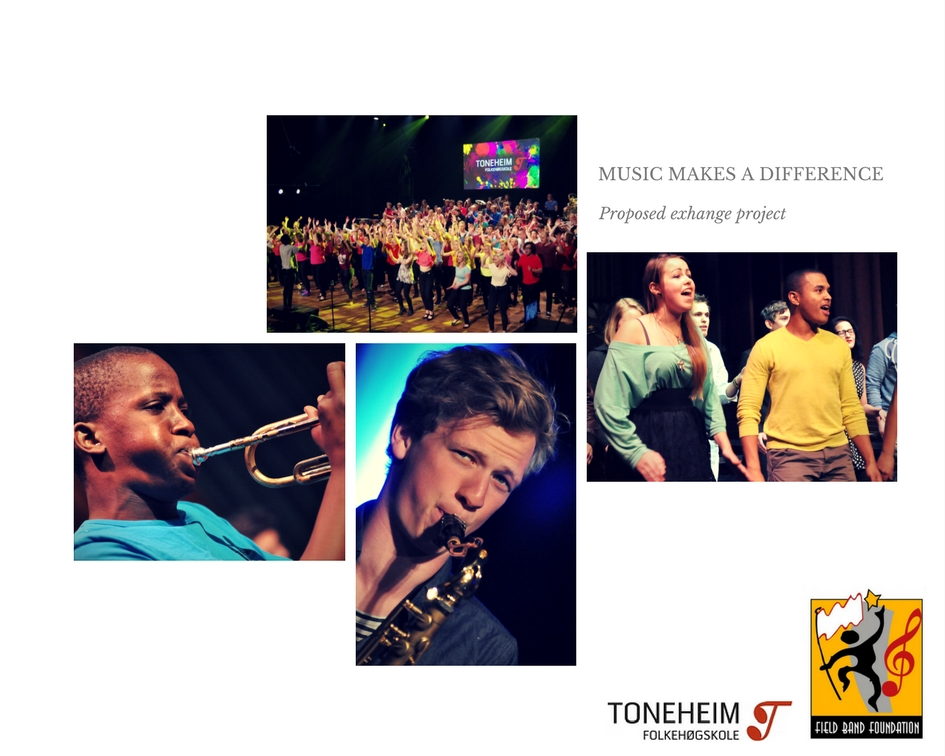 TONEHEIM
FOLKEHØGSKOLE
MUSIC MAKES A DIFFERENCE
Proposed exhange project
TONEHEIM
FOLKEHØGSKOLE
FIELD BAND FOUNDATION